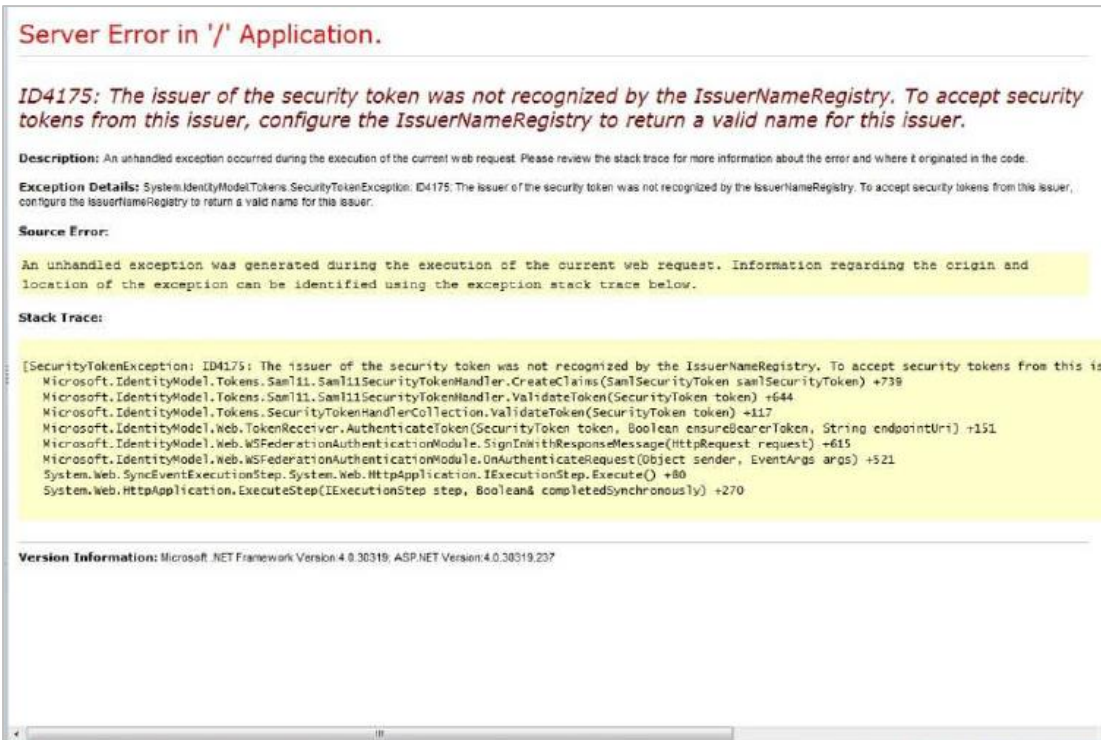 Server Error in '/' Application.
ID4175: The issuer of the security token was not recognized by the IssuerNameRegistry. To accept security
tokens from this issuer, configure the IssuerNameRegistry to return a valid name for this issuer.
Description: An unhandled exception occurred during the execution of the current web request. Please review the stack trace for more information about the error and where it originated in the code.
Exception Details: System.IdentityModel.Tokens.SecurityTokenException: ID4175: The issuer of the security token was not recognized by the IssuerNameRegistry. To accept security tokens from this issuer,
configure the IssuerNameRegistry to return a valid name for this issuer.
Source Error:
An unhandled exception was generated during the execution of the current web request. Information regarding the origin and
location of the exception can be identified using the exception stack trace below.
Stack Trace:
[SecurityTokenException: ID4175: The issuer of the security token was not recognized by the IssuerNameRegistry. To accept security tokens from this is
Microsoft.IdentityModel.Tokens.Saml11.Saml11SecurityTokenHandler.CreateClaims(SamlSecurityToken samlSecurityToken) +739
Microsoft.IdentityModel.Tokens.Saml11.Saml11SecurityTokenHandler.ValidateToken(SecurityToken token) +644
Microsoft.IdentityModel.Tokens.SecurityTokenHandlerCollection.ValidateToken(SecurityToken token) +117
Microsoft.IdentityModel.Web.TokenReceiver.AuthenticateToken(SecurityToken token, Boolean ensureBearerToken, String endpointUri) +151
Microsoft.IdentityModel.Web.WSFederationAuthenticationModule.SignInWithResponseMessage(HttpRequest request) +615
Microsoft.IdentityModel.Web.WSFederationAuthenticationModule.OnAuthenticateRequest(Object sender, EventArgs args) +521
System.Web.SyncEventExecutionStep.System.Web.HttpApplication.IExecutionStep.Execute() +80
System.Web.HttpApplication.ExecuteStep(IExecutionStep step, Boolean& completedSynchronously) +270
Version Information: Microsoft .NET Framework Version:4.0.30319; ASP.NET Version:4.0.30319.237